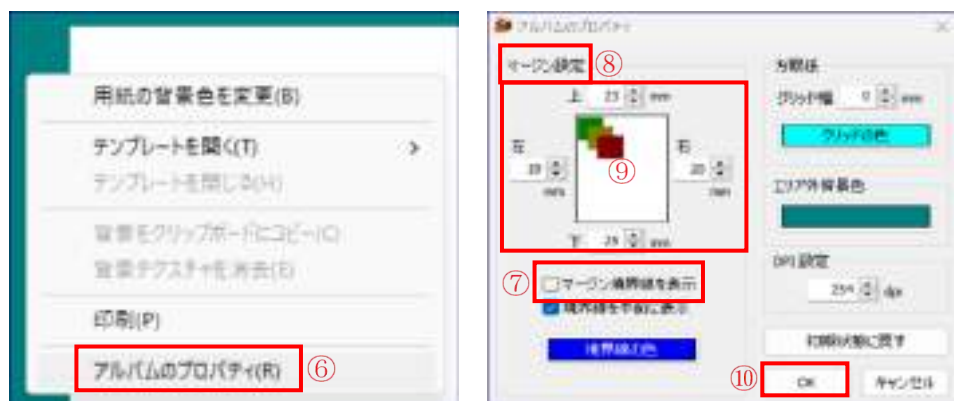 用紙の背景色を変更(B)
テンプレートを開く(T)
テンプレートを閉じる(H)
背景をクリップボードにコピー(C)
背景テクスチャを消去(E)
印刷(P)
アルバムのプロパティ(R)
⑥
アルバムのプロパティ
マージン設定
⑧
上 23 mm
左
mm
⑨
右
20
mm
下 29 mm
⑦
マージン境界線を表示
境界線を手前に表示
境界線の色
方眼紙
グリッド幅 0 mm
グリッドの色
エリア外背景色
DPI設定
254 dpi
初期状態に戻す
⑩
OK
キャンセル